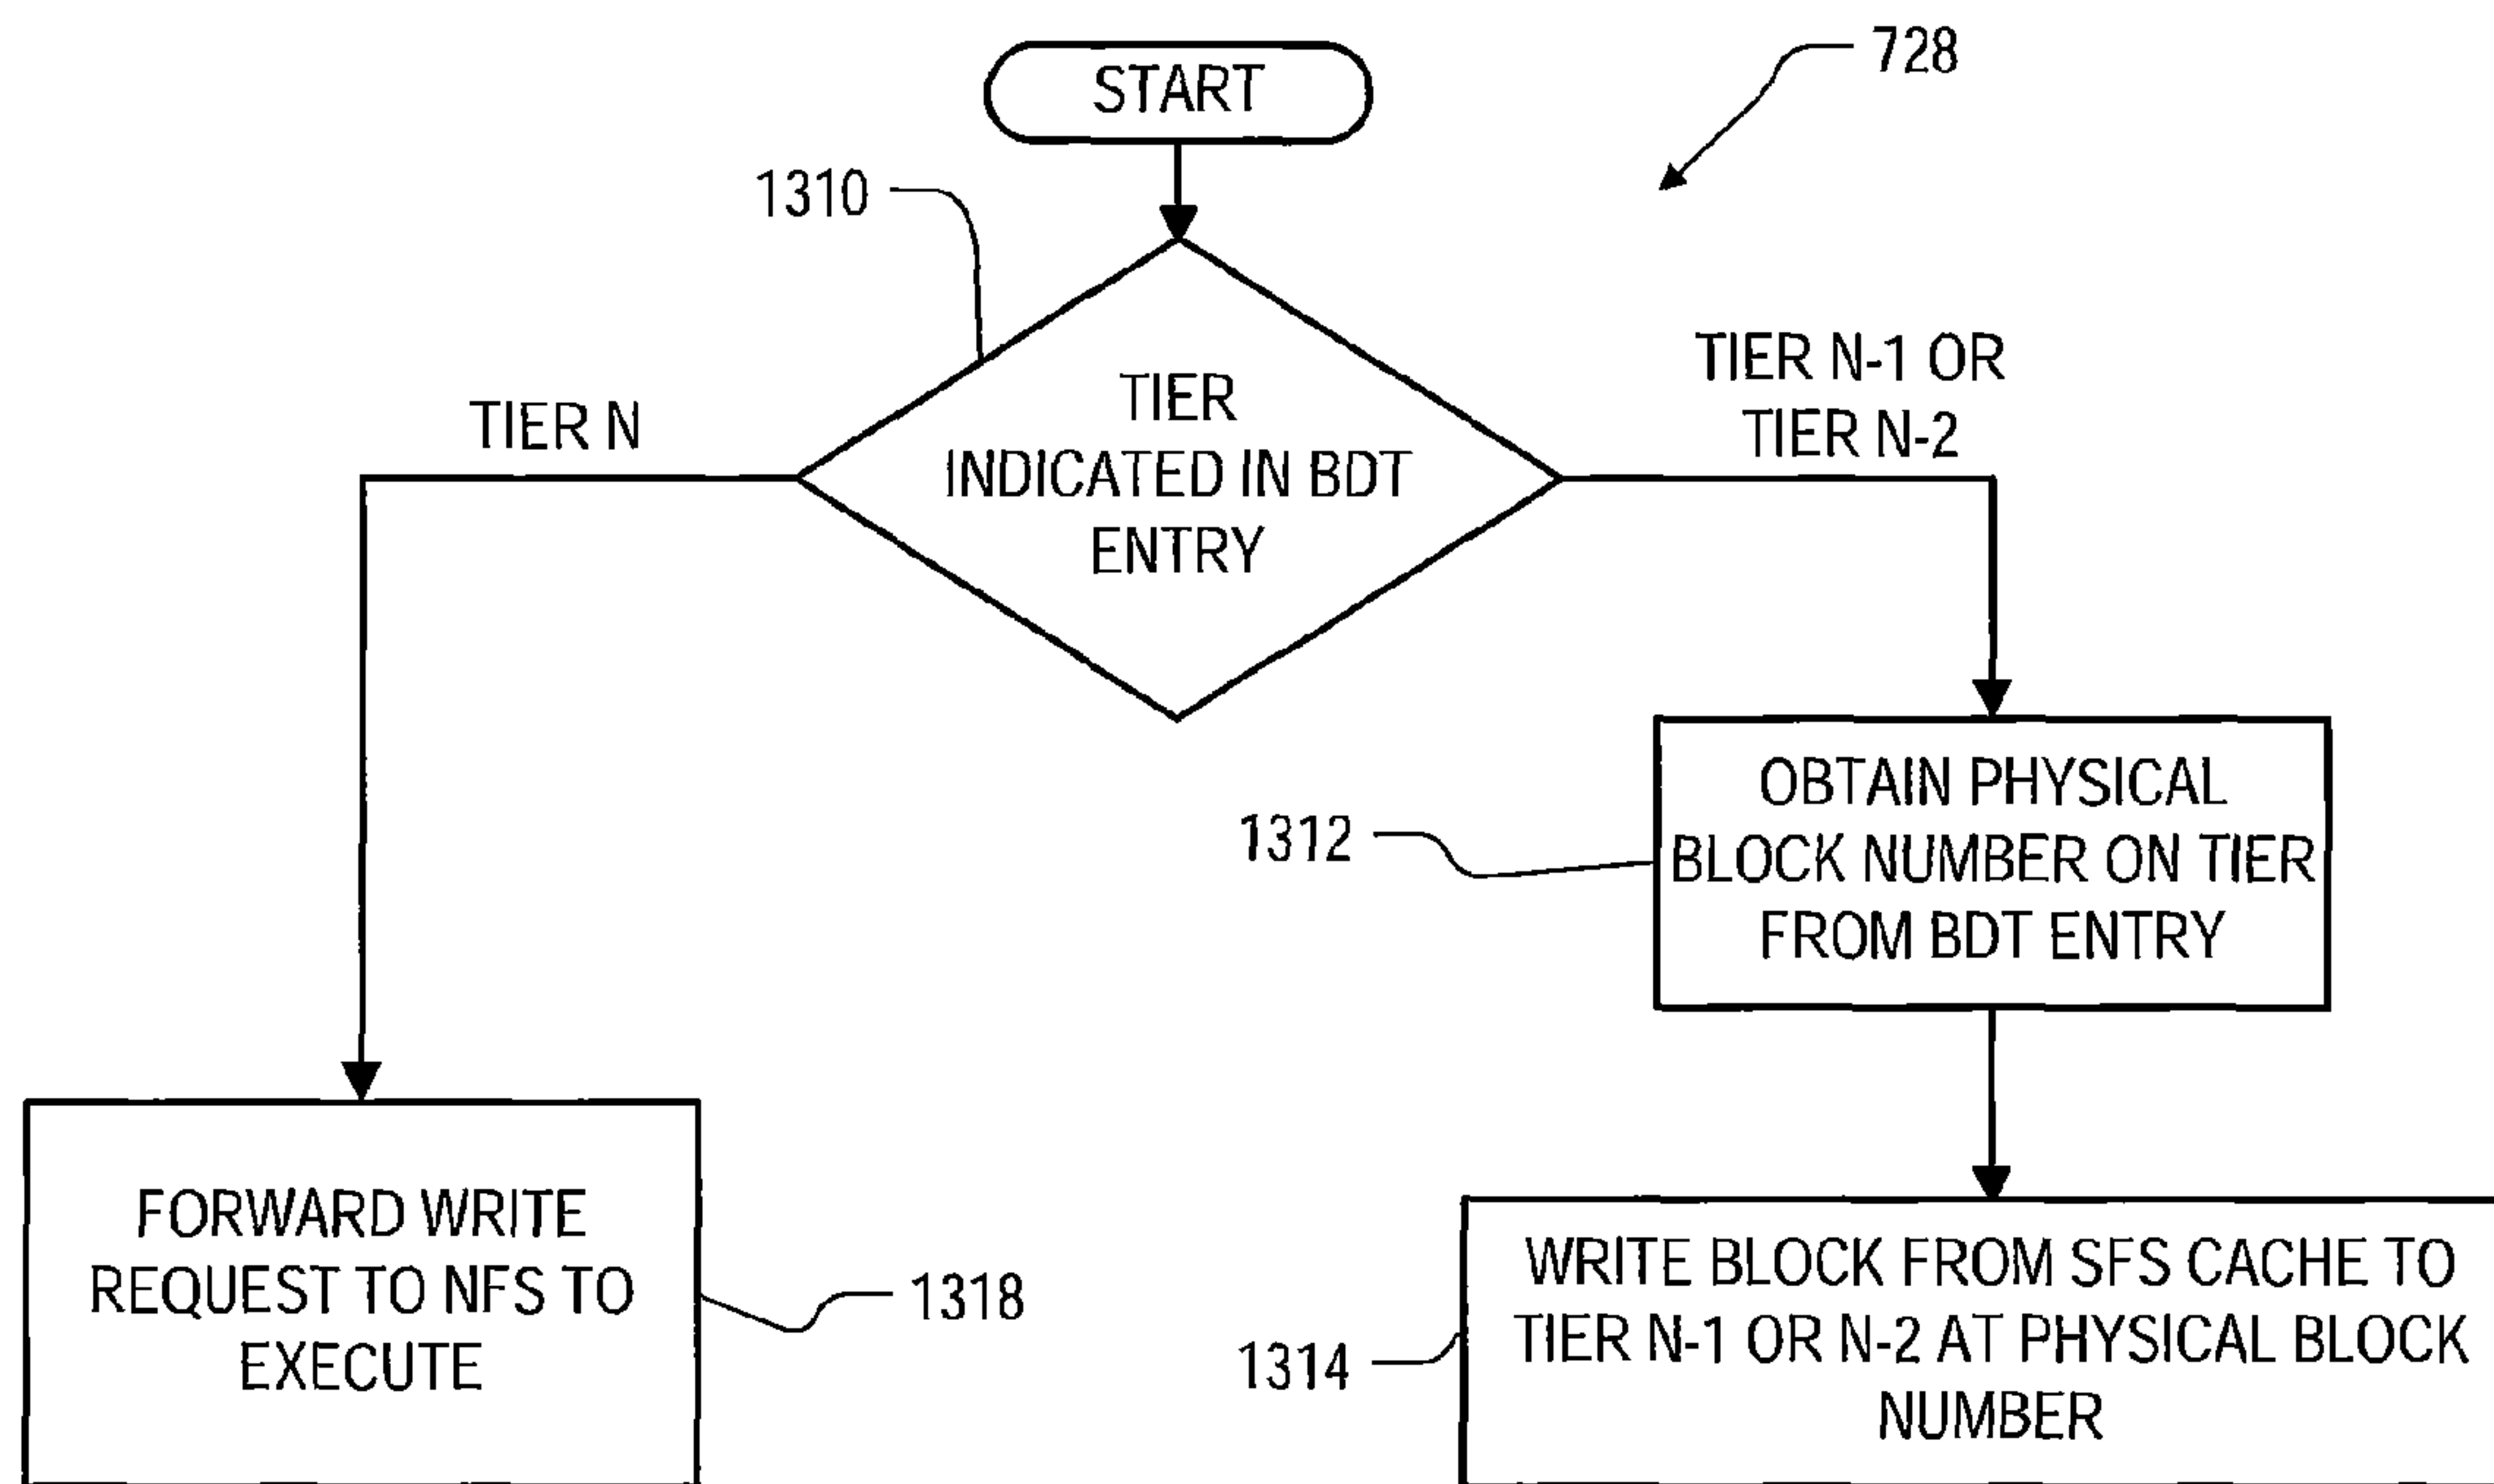 START
728
1310
TIER N
TIER
INDICATED IN BDT
ENTRY
TIER N-1 OR
TIER N-2
1312
OBTAIN PHYSICAL
BLOCK NUMBER ON TIER
FROM BDT ENTRY
FORWARD WRITE
REQUEST TO NFS TO
EXECUTE
1318
1314
WRITE BLOCK FROM SFS CACHE TO
TIER N-1 OR N-2 AT PHYSICAL BLOCK
NUMBER